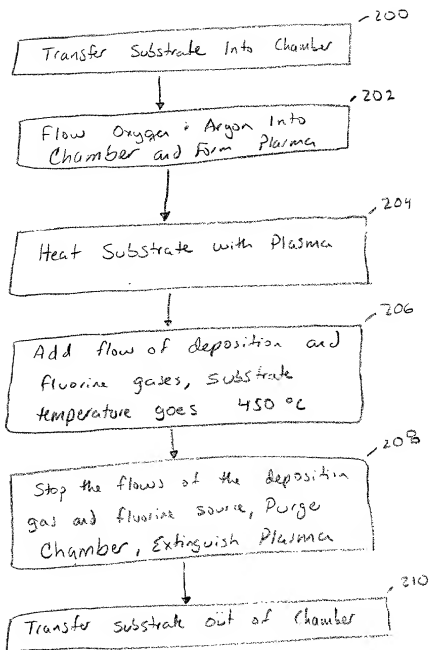 200
Transfer Substrate Into Chamber
202
Flow Oxygen & Argon Into
Chamber and Form Plasma
204
Heat Substrate with Plasma
206
Add flow of deposition and
fluorine gases, substrate
temperature goes 450 °C
208
Stop the flows of the deposition
gas and fluorine source, Purge
Chamber, Extinguish Plasma
210
Transfer substrate out of Chamber